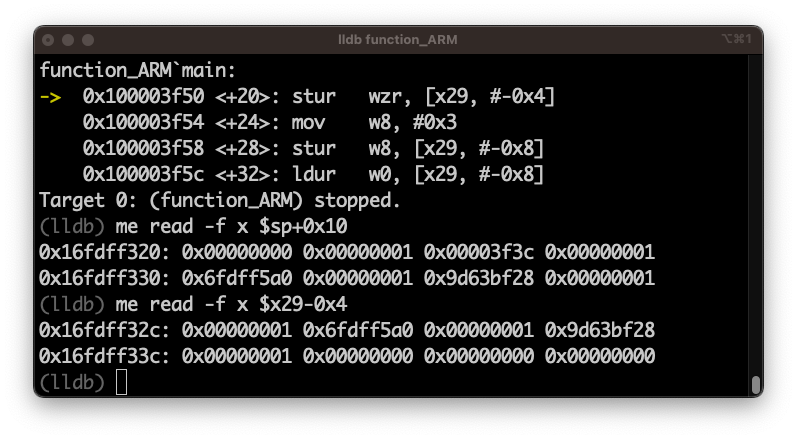 lldb function_ARM
⌥⌘1
function_ARM`main:
->  0x100003f50 <+20>: stur   wzr, [x29, #-0x4]
    0x100003f54 <+24>: mov    w8, #0x3
    0x100003f58 <+28>: stur   w8, [x29, #-0x8]
    0x100003f5c <+32>: ldur   w0, [x29, #-0x8]
Target 0: (function_ARM) stopped.
(lldb) me read -f x $sp+0x10
0x16fdff320: 0x00000000 0x00000001 0x00003f3c 0x00000001
0x16fdff330: 0x6fdff5a0 0x00000001 0x9d63bf28 0x00000001
(lldb) me read -f x $x29-0x4
0x16fdff32c: 0x00000001 0x6fdff5a0 0x00000001 0x9d63bf28
0x16fdff33c: 0x00000001 0x00000000 0x00000000 0x00000000
(lldb)